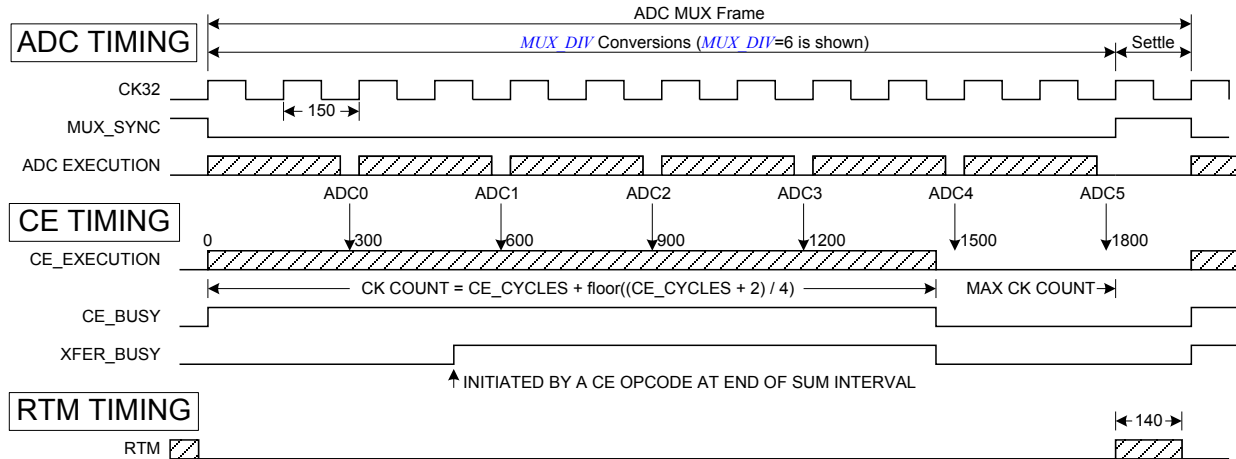 ADC MUX Frame
ADC TIMING
MUX_DIV Conversions (MUX_DIV=6 is shown)
Settle
CK32
150
MUX_SYNC
ADC EXECUTION
ADC0 ADC1 ADC2 ADC3 ADC4 ADC5
CE TIMING
0 300 600 900 1200 1500 1800
CE_EXECUTION
CK COUNT = CE_CYCLES + floor((CE_CYCLES + 2) / 4)
MAX CK COUNT
CE_BUSY
XFER_BUSY
INITIATED BY A CE OPCODE AT END OF SUM INTERVAL
RTM TIMING
140
RTM